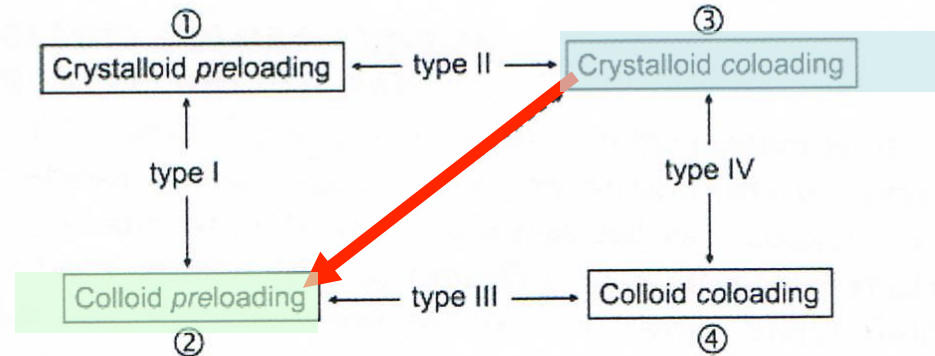 ① ③
Crystalloid preloading type II Crystalloid coloading
type I type IV
Colloid preloading type III Colloid coloading
② ④